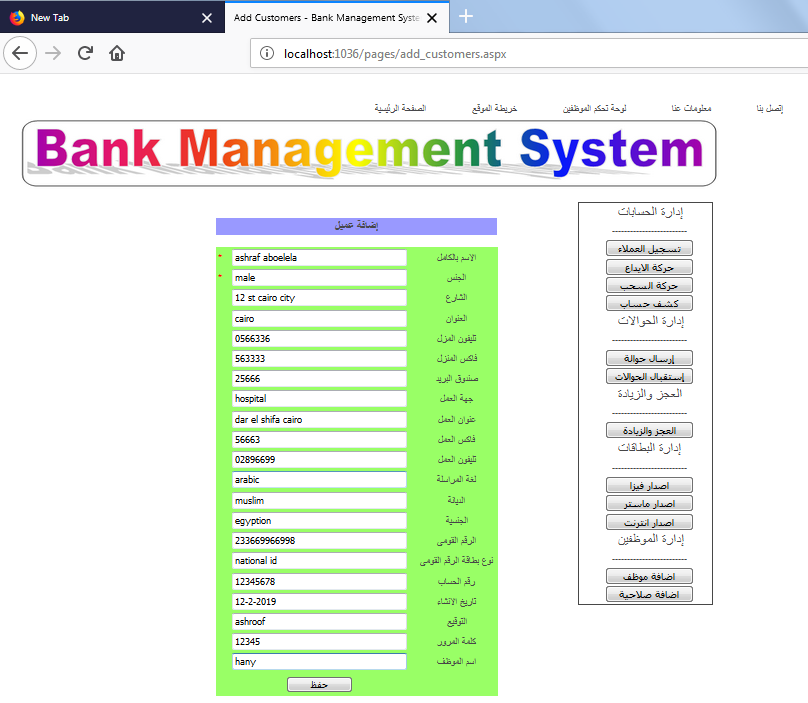 New Tab
Add Customers - Bank Management Syste
localhost:1036/pages/add_customers.aspx
الصفحة الرئيسية خريطة الموقع لوحة تحكم الموظفين معلومات عنا إتصل بنا
Bank Management System
إضافة عميل
الاسم بالكامل ashraf aboelela *
الجنس male *
الشارع 12 st cairo city
العنوان cairo
تليفون المزل 0566336
فاكس المنزل 563333
صندوق البريد 25666
جهة العمل hospital
عنوان العمل dar el shifa cairo
فاكس العمل 56663
تليفون العمل 02896699
لغة المراسلة arabic
الديانة muslim
الجنسية egyption
الرقم القومى 233669966998
نوع بطاقة الرقم القومى national id
رقم الحساب 12345678
تاريخ الانشاء 12-2-2019
التوقيع ashroof
كلمة المرور 12345
اسم الموظف hany
حفظ
إدارة الحسابات
-------------------------
تسجيل العملاء
حركة الايداع
حركة السحب
كشف حساب
إدارة الحوالات
-------------------------
إرسال حوالة
إستقبال الحوالات
العجز والزيادة
-------------------------
العجز والزيادة
إدارة البطاقات
-------------------------
اصدار فيزا
اصدار ماستر
اصدار انترنت
إدارة الموظفين
-------------------------
اضافة موظف
اضافة صلاحية